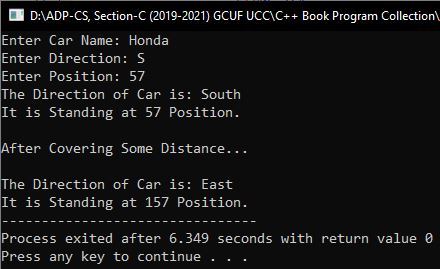 D:\ADP-CS, Section-C (2019-2021) GCUF UCC\C++ Book Program Collection\
Enter Car Name: Honda
Enter Direction: S
Enter Position: 57
The Direction of Car is: South
It is Standing at 57 Position.
After Covering Some Distance...
The Direction of Car is: East
It is Standing at 157 Position.
--------------------------------
Process exited after 6.349 seconds with return value 0
Press any key to continue . . .